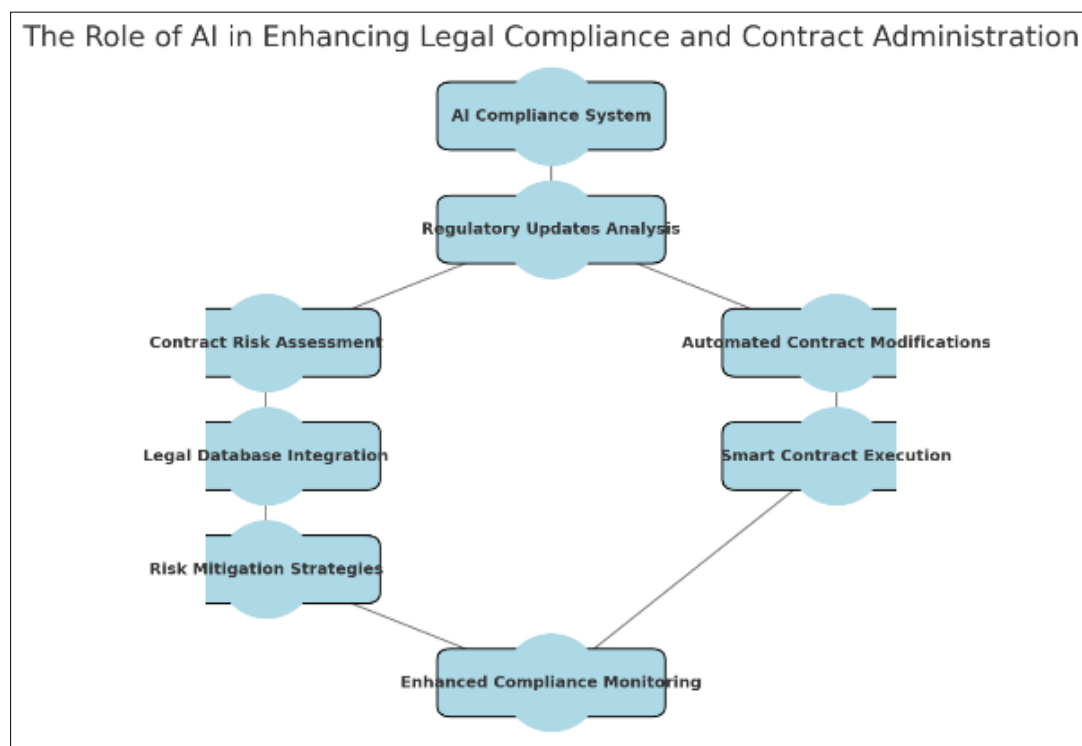 The Role of AI in Enhancing Legal Compliance and Contract Administration
AI Compliance System
Regulatory Updates Analysis
Contract Risk Assessment
Automated Contract Modifications
Legal Database Integration
Smart Contract Execution
Risk Mitigation Strategies
Enhanced Compliance Monitoring